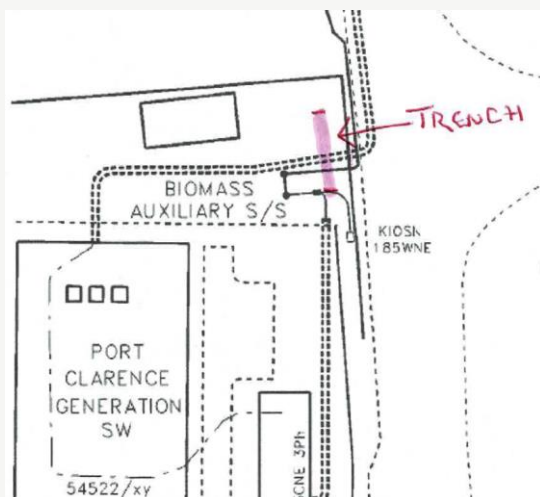 TRENCH
BIOMASS
AUXILIARY S/S
KIOSK
185WNE
PORT
CLARENCE
GENERATION
SW
54522/xy
3Ph